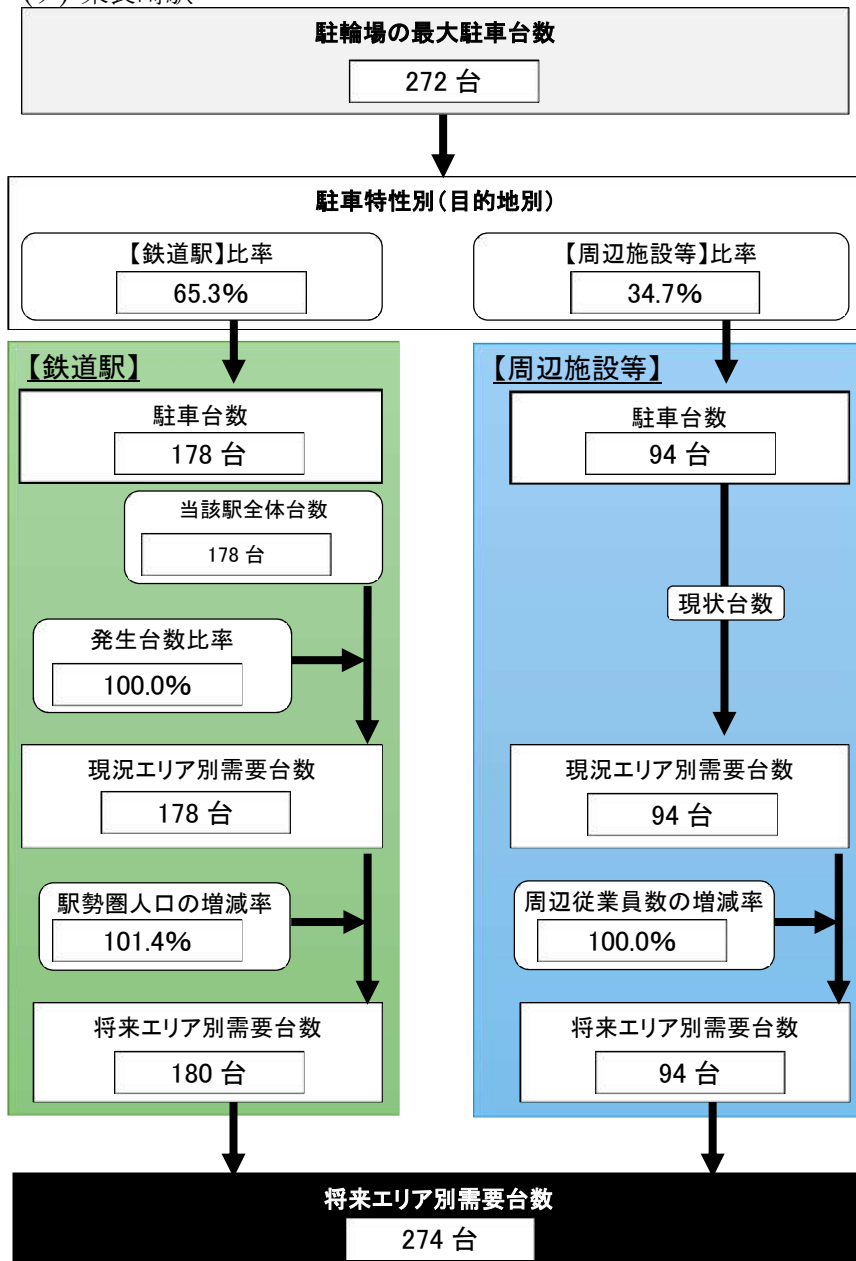 駐輪場の最大駐車台数
272 台
駐車特性別(目的地別)
【鉄道駅】比率
65.3%
【周辺施設等】比率
34.7%
【鉄道駅】
駐車台数
178 台
当該駅全体台数
178 台
発生台数比率
100.0%
現況エリア別需要台数
178 台
駅勢圏人口の増減率
101.4%
将来エリア別需要台数
180 台
【周辺施設等】
駐車台数
94 台
現状台数
現況エリア別需要台数
94 台
周辺従業員数の増減率
100.0%
将来エリア別需要台数
94 台
将来エリア別需要台数
274 台